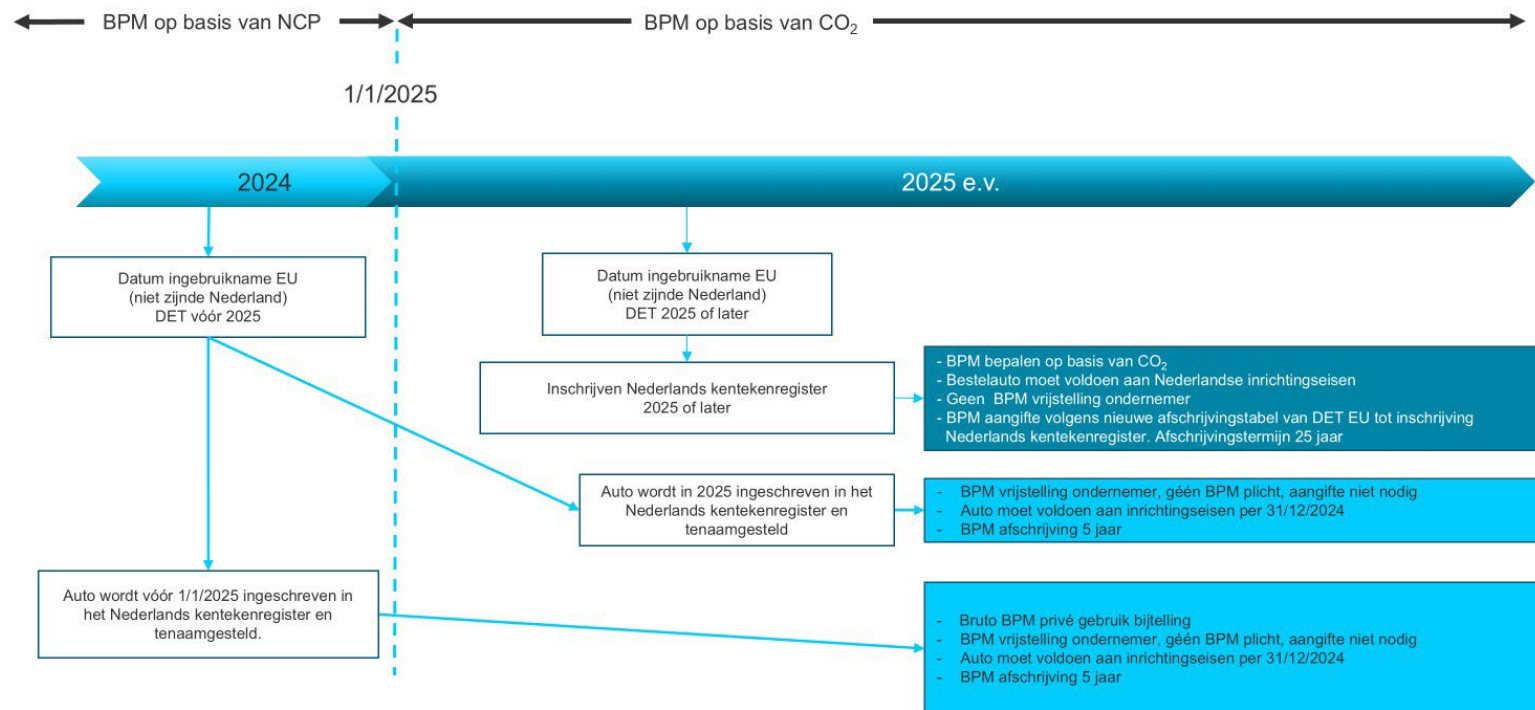 BPM op basis van NCP
BPM op basis van CO₂
1/1/2025
2024
2025 e.v.
Datum ingebruikname EU
(niet zijnde Nederland)
DET vóór 2025
Datum ingebruikname EU
(niet zijnde Nederland)
DET 2025 of later
Inschrijven Nederlands kentekenregister
2025 of later
- BPM bepalen op basis van CO₂
- Bestelauto moet voldoen aan Nederlandse inrichtingseisen
- Geen BPM vrijstelling ondernemer
- BPM aangifte volgens nieuwe afschrijvingstabel van DET EU tot inschrijving
Nederlands kentekenregister. Afschrijvingstermijn 25 jaar
Auto wordt in 2025 ingeschreven in het
Nederlands kentekenregister en
tenaamgesteld
- BPM vrijstelling ondernemer, géén BPM plicht, aangifte niet nodig
- Auto moet voldoen aan inrichtingseisen per 31/12/2024
- BPM afschrijving 5 jaar
Auto wordt vóór 1/1/2025 ingeschreven in
het Nederlands kentekenregister en
tenaamgesteld.
- Bruto BPM privé gebruik bijtelling
- BPM vrijstelling ondernemer, géén BPM plicht, aangifte niet nodig
- Auto moet voldoen aan inrichtingseisen per 31/12/2024
- BPM afschrijving 5 jaar